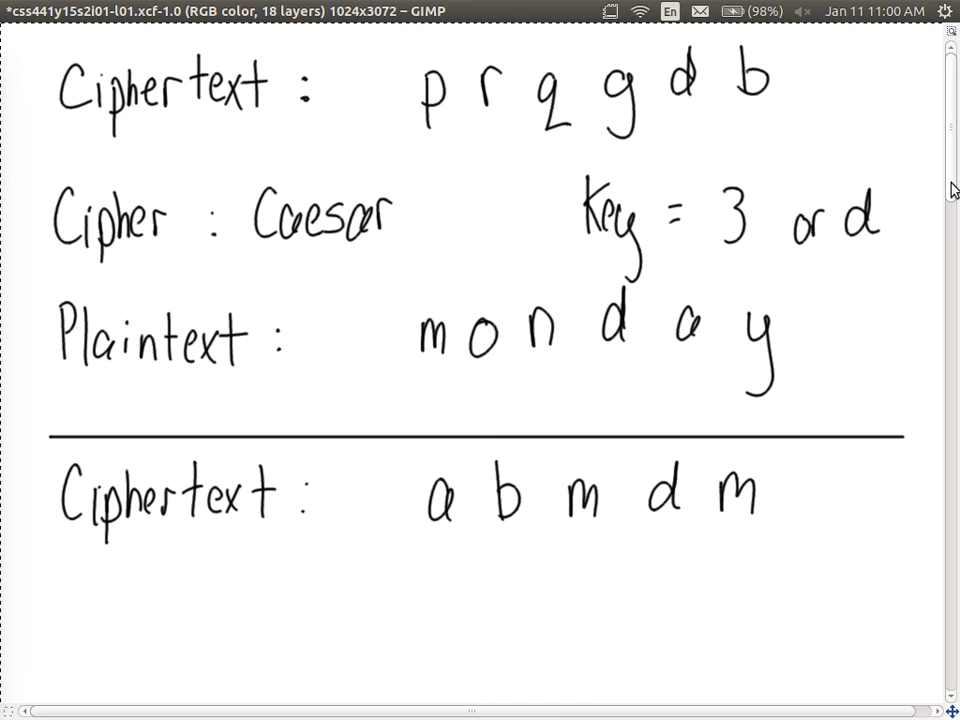 *css441y15s2i01-l01.xcf-1.0 (RGB color, 18 layers) 1024x3072 – GIMP En (98%) Jan 11 11:00 AM
Ciphertext : p r q g d b
Cipher : Caesar Key = 3 or d
Plaintext : m o n d a y
Ciphertext : a b m d m